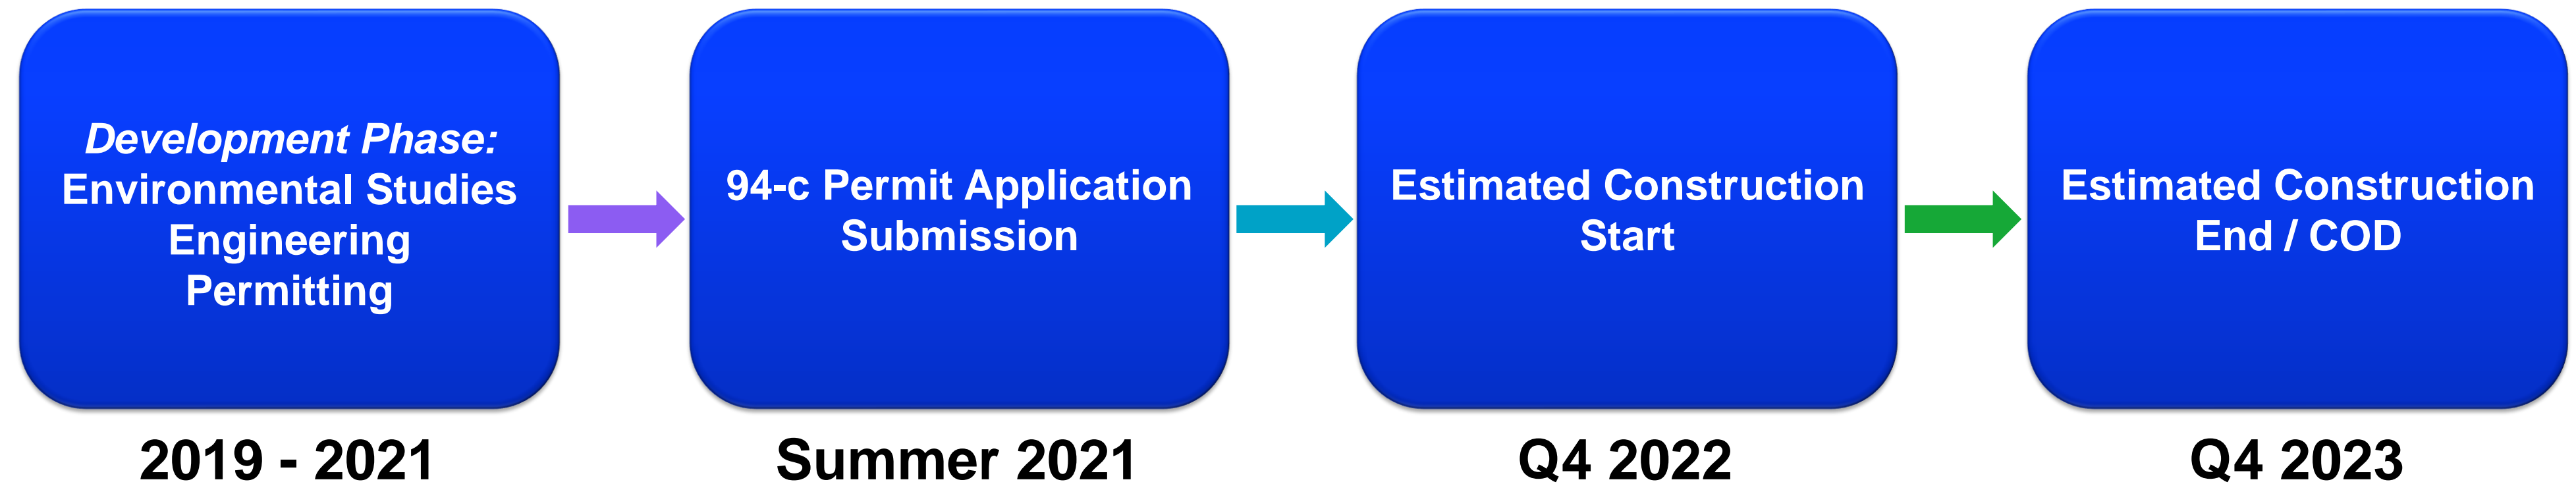 Development Phase:
Environmental Studies
Engineering
Permitting
2019 - 2021
94-c Permit Application
Submission
Summer 2021
Estimated Construction
Start
Q4 2022
Estimated Construction
End / COD
Q4 2023